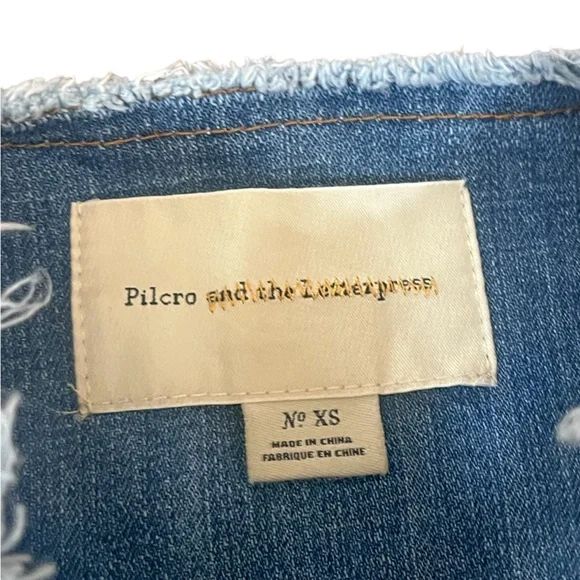 Pilcro and the Letterpress
Nº XS
MADE IN CHINA
FABRIQUE EN CHINE